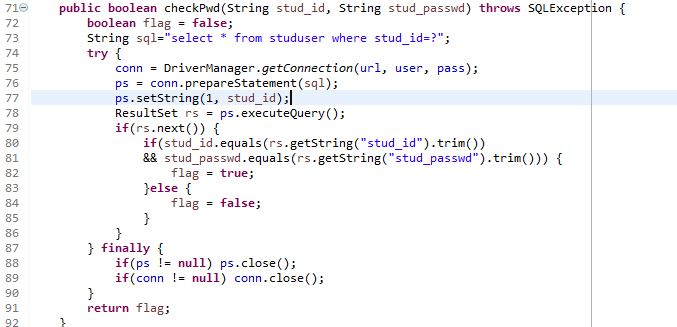 71 public boolean checkPwd(String stud_id, String stud_passwd) throws SQLException {
72 boolean flag = false;
73 String sql="select * from studuser where stud_id=?";
74 try {
75 conn = DriverManager.getConnection(url, user, pass);
76 ps = conn.prepareStatement(sql);
77 ps.setString(1, stud_id);
78 ResultSet rs = ps.executeQuery();
79 if(rs.next()) {
80 if(stud_id.equals(rs.getString("stud_id").trim())
81 && stud_passwd.equals(rs.getString("stud_passwd").trim())) {
82 flag = true;
83 }else {
84 flag = false;
85 }
86 }
87 } finally {
88 if(ps != null) ps.close();
89 if(conn != null) conn.close();
90 }
91 return flag;
92 }